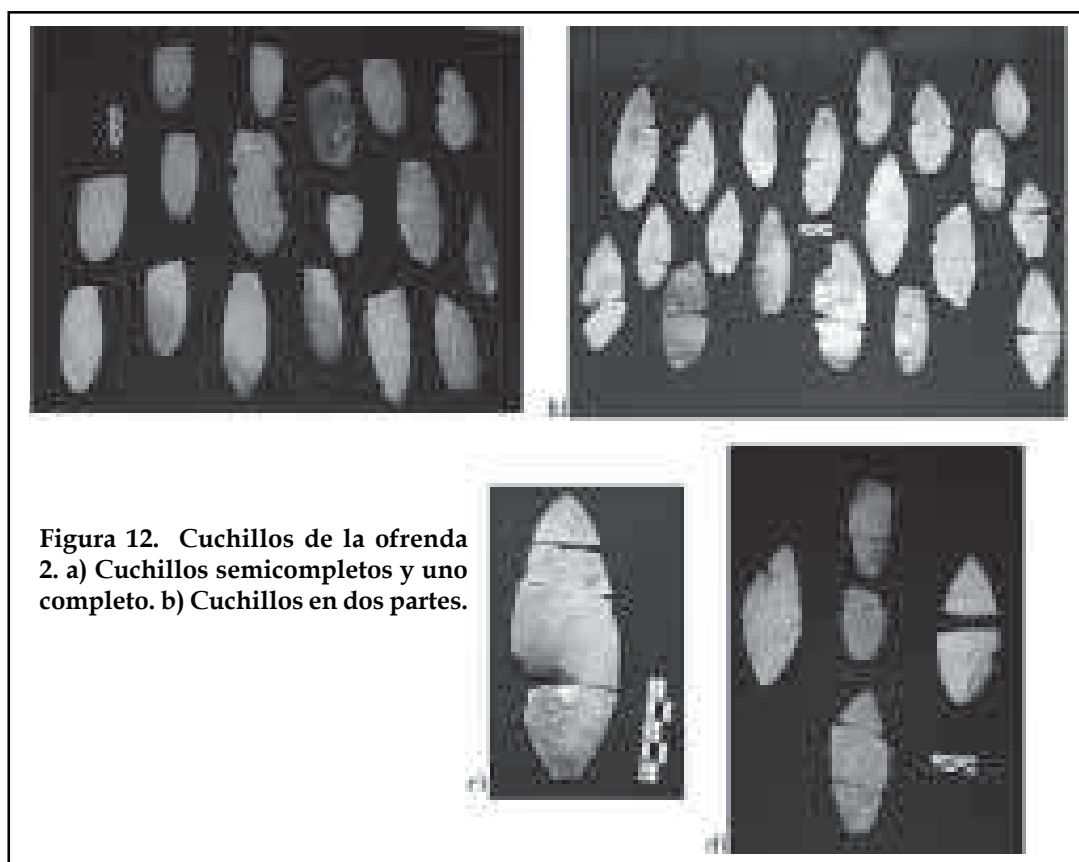 b)
Figura 12. Cuchillos de la ofrenda
2. a) Cuchillos semicompletos y uno
completo. b) Cuchillos en dos partes.
c)
d)